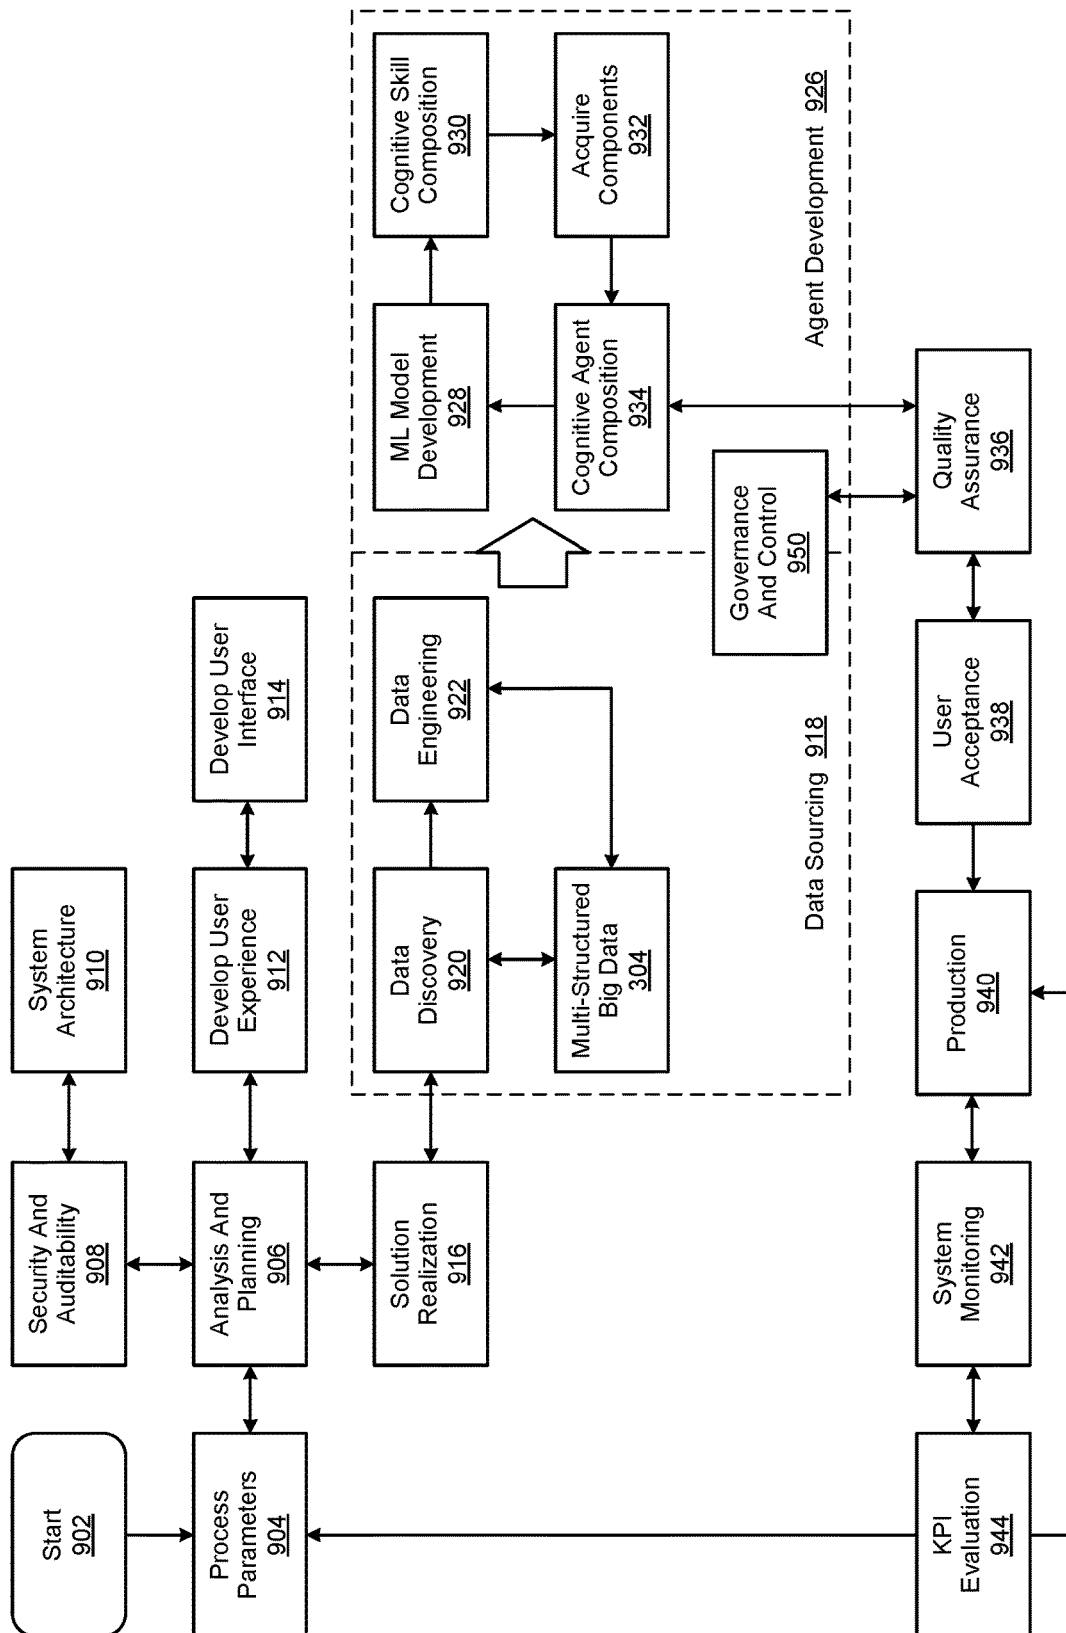 Start
902
Process
Parameters
904
Security And
Auditability
908
Analysis And
Planning
906
Solution
Realization
916
System
Architecture
910
Develop User
Experience
912
Develop User
Interface
914
Data
Discovery
920
Multi-Structured
Big Data
304
Data
Engineering
922
Data Sourcing 918
Governance
And Control
950
ML Model
Development
928
Cognitive Skill
Composition
930
Acquire
Components
932
Cognitive Agent
Composition
934
Agent Development 926
Quality
Assurance
936
User
Acceptance
938
Production
940
System
Monitoring
942
KPI
Evaluation
944